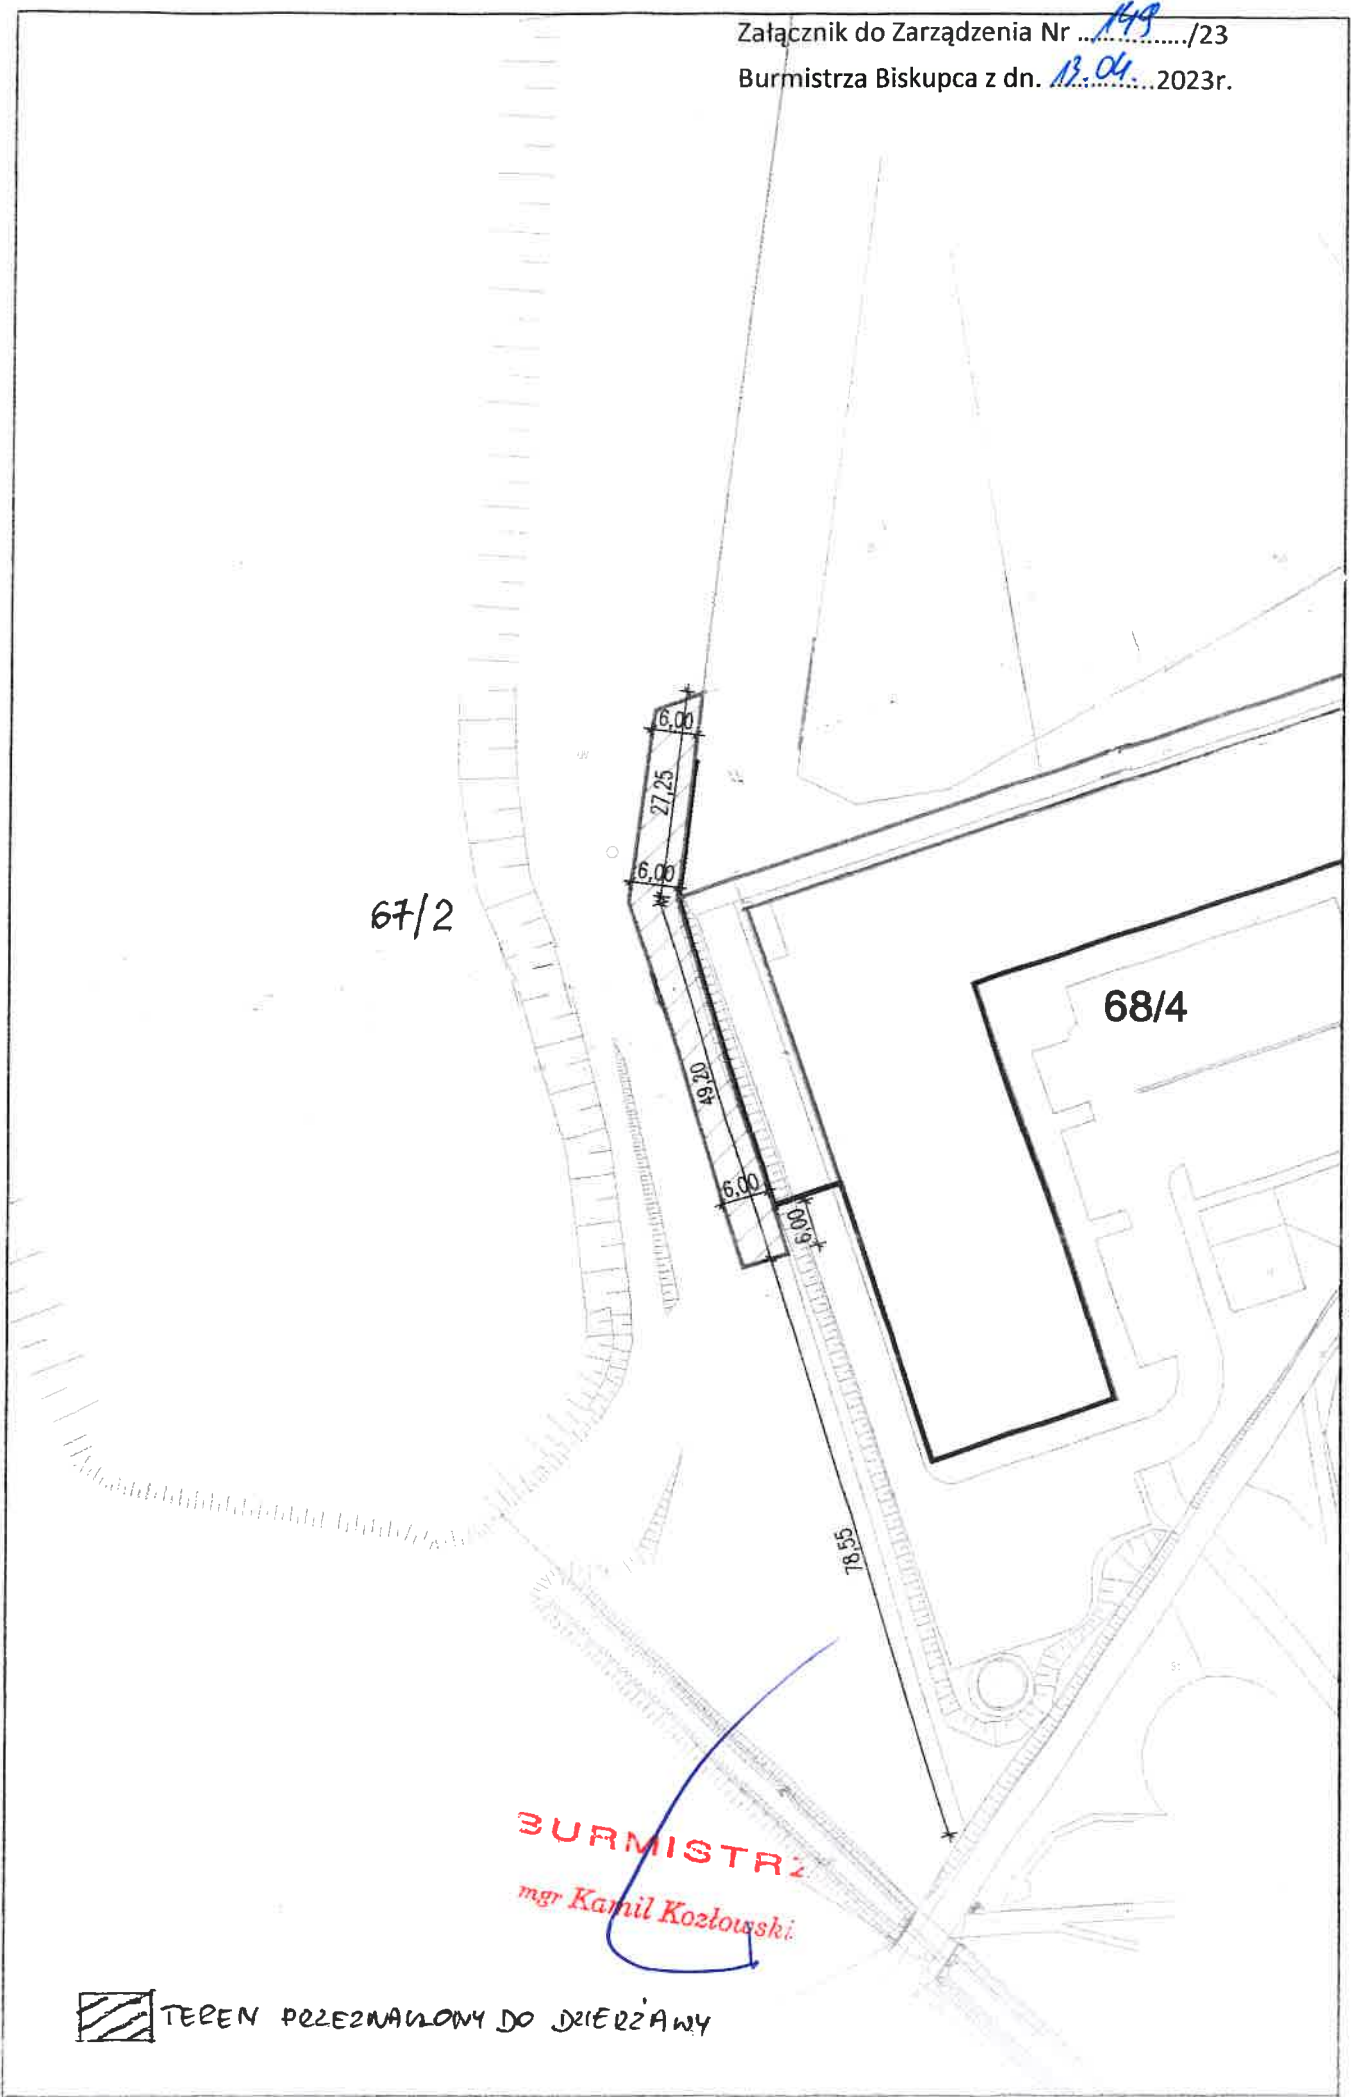 Załącznik do Zarządzenia Nr ...149.../23
Burmistrza Biskupca z dn. 13.04. 2023r.
6,00
27,25
6,00
67/2
68/4
49,20
6,00
6,00
78,55
BURMISTRZ
mgr Kamil Kozłowski
TEREN PRZEZNACZONY DO DZIERŻAWY